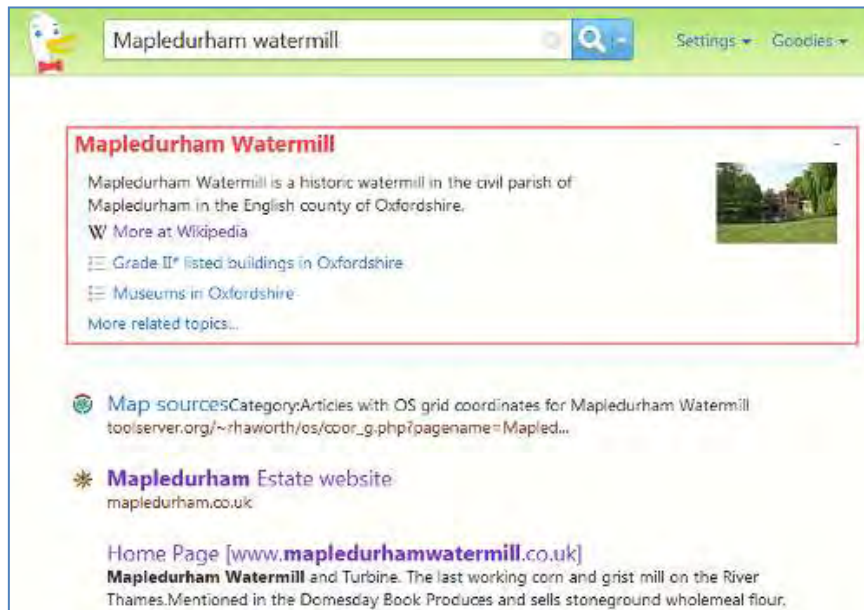 Mapledurham watermill
Settings
Goodies
Mapledurham Watermill
Mapledurham Watermill is a historic watermill in the civil parish of
Mapledurham in the English county of Oxfordshire.
W More at Wikipedia
Grade II* listed buildings in Oxfordshire
Museums in Oxfordshire
More related topics...
Map sourcesCategory:Articles with OS grid coordinates for Mapledurham Watermill
toolserver.org/~rhaworth/os/coor_g.php?pagename=Mapled...
Mapledurham Estate website
mapledurham.co.uk
Home Page [www.mapledurhamwatermill.co.uk]
Mapledurham Watermill and Turbine. The last working corn and grist mill on the River
Thames.Mentioned in the Domesday Book Produces and sells stoneground wholemeal flour,